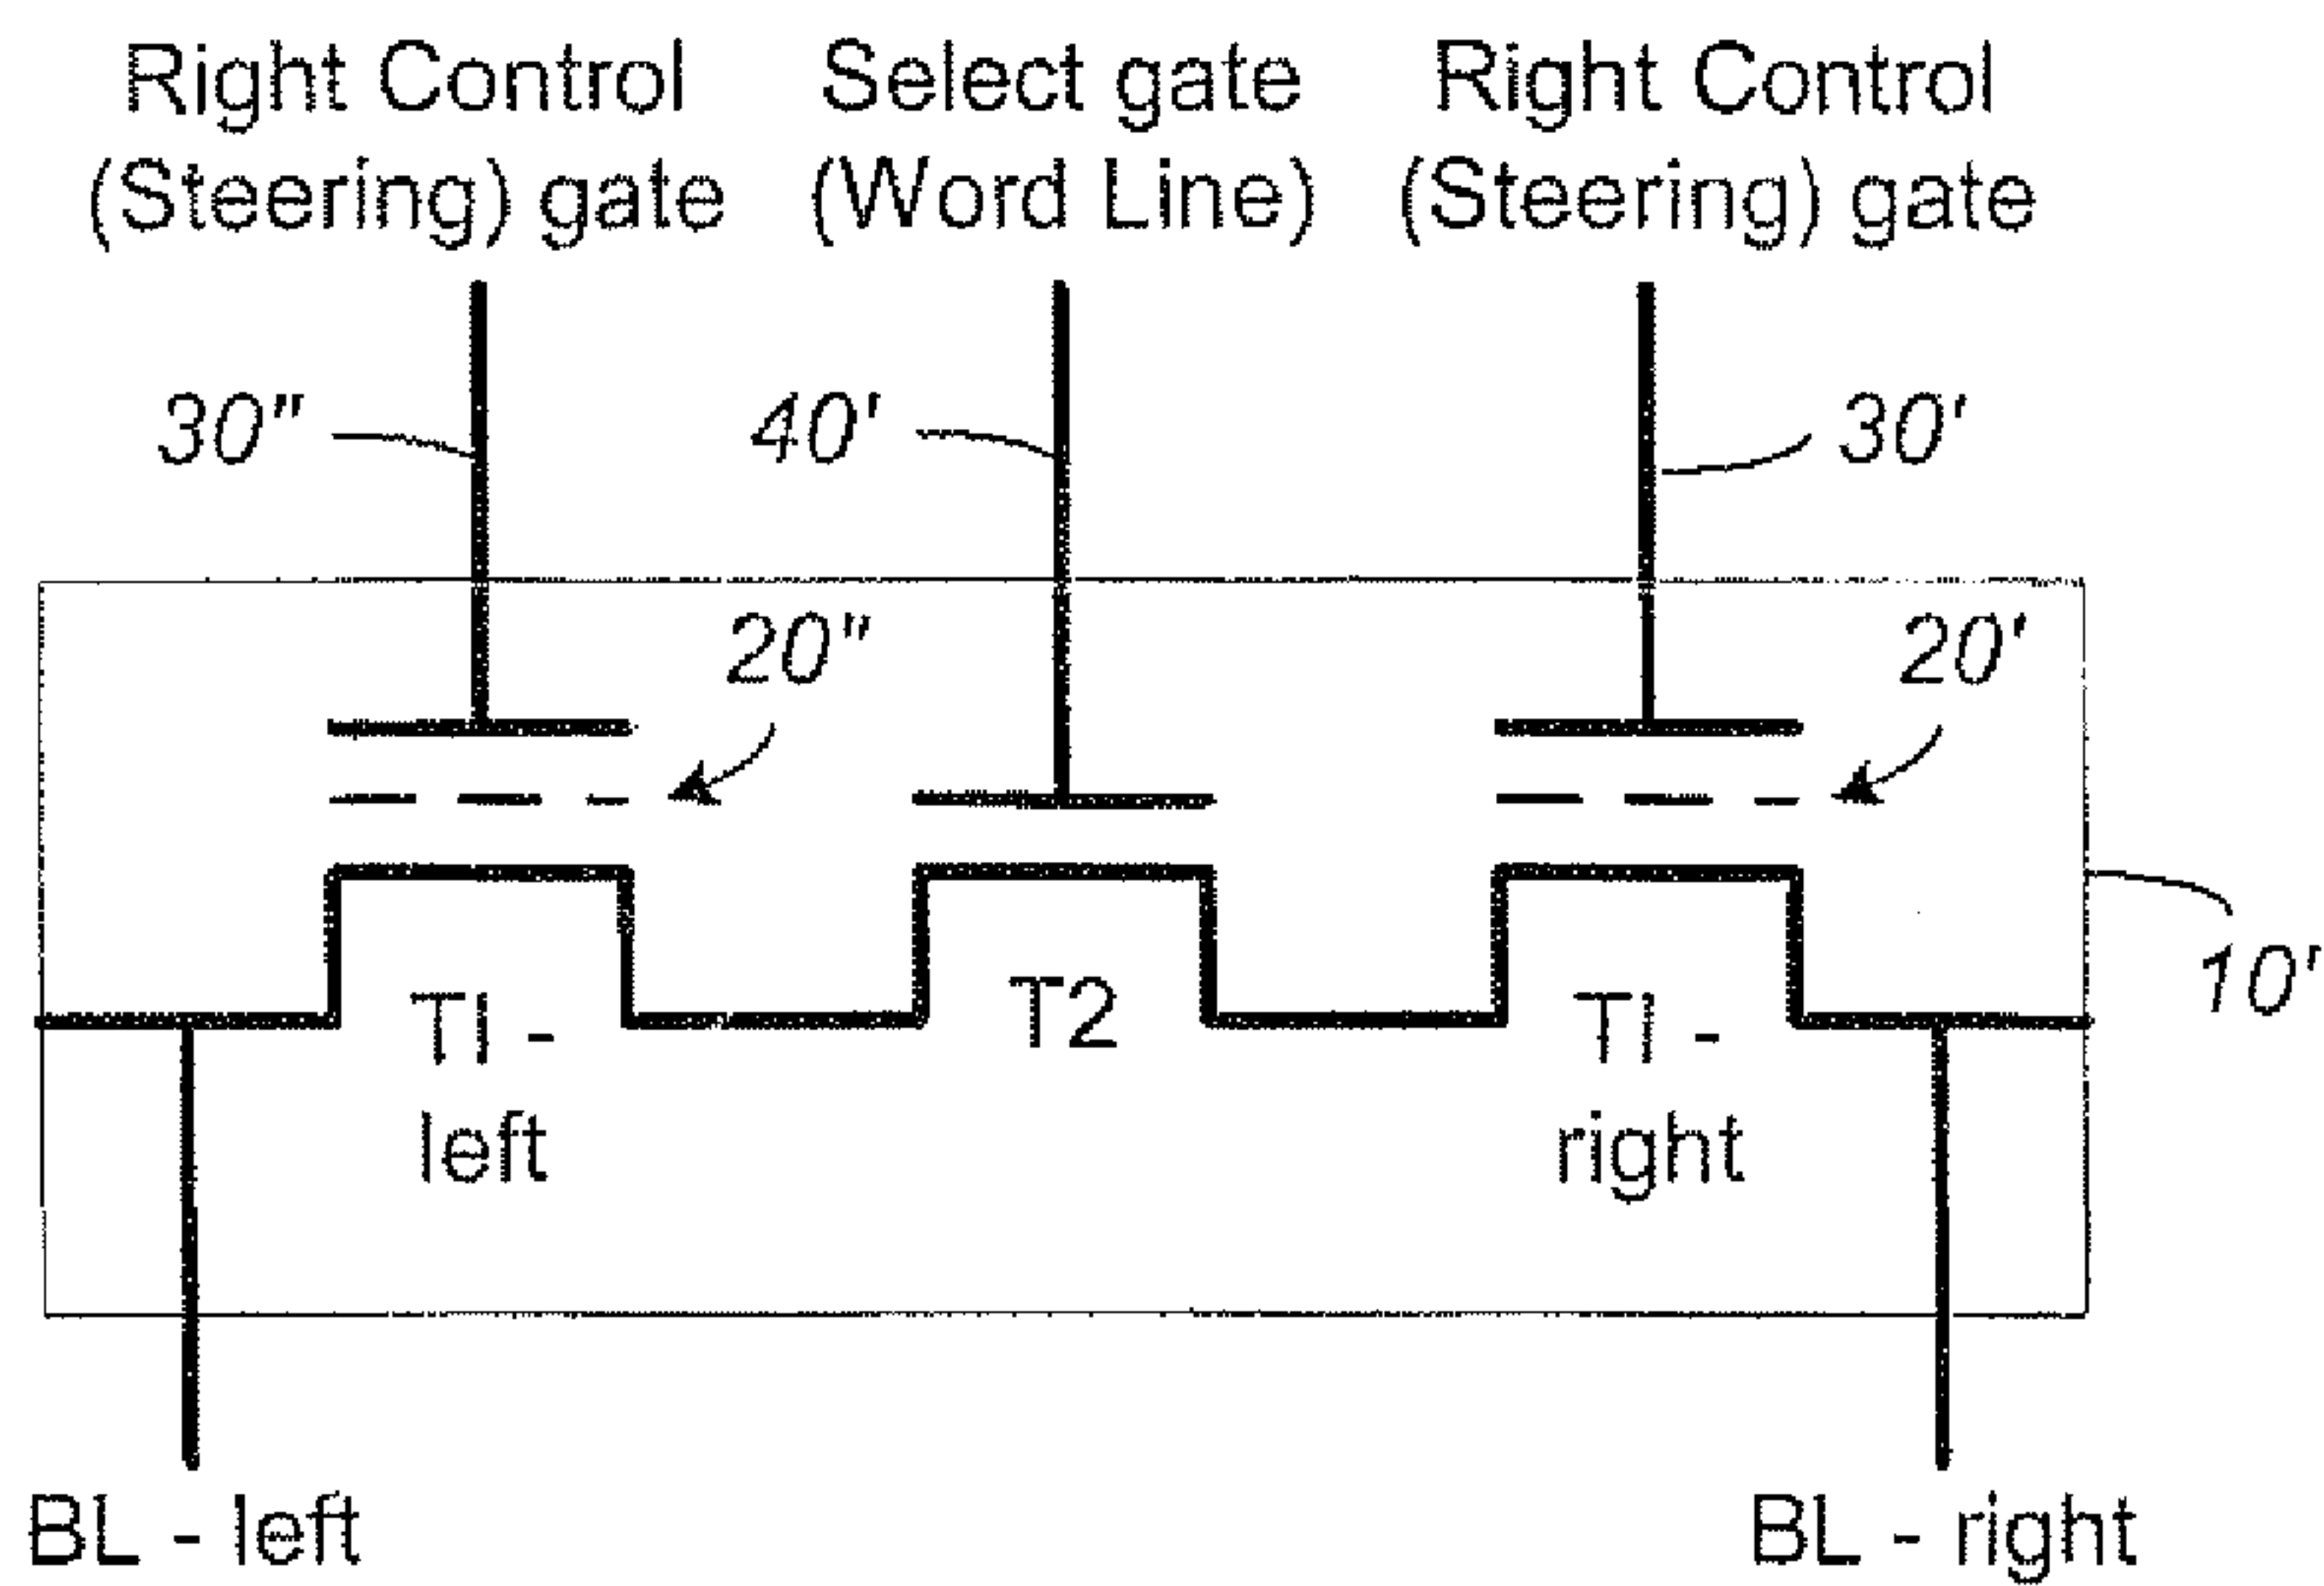 Right Control
(Steering) gate
Select gate
(Word Line)
Right Control
(Steering) gate
30"
40'
30'
20"
20'
10'
TI -
left
T2
TI -
right
BL - left
BL - right